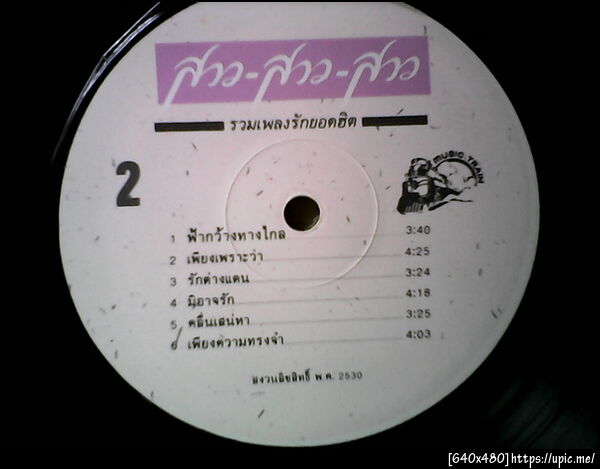 สาว-สาว-สาว
รวมเพลงรักยอดฮิต
2
MUSIC TRAIN
1 ฟ้ากว้างทางไกล 3:40
2 เพียงเพราะว่า 4:25
3 รักต่างแดน 3:24
4 มิอาจรัก 4:18
5 คลื่นเสน่หา 3:25
6 เพียงความทรงจำ 4:03
สงวนลิขสิทธิ์ พ.ศ. 2530
[640x480]https://upic.me/